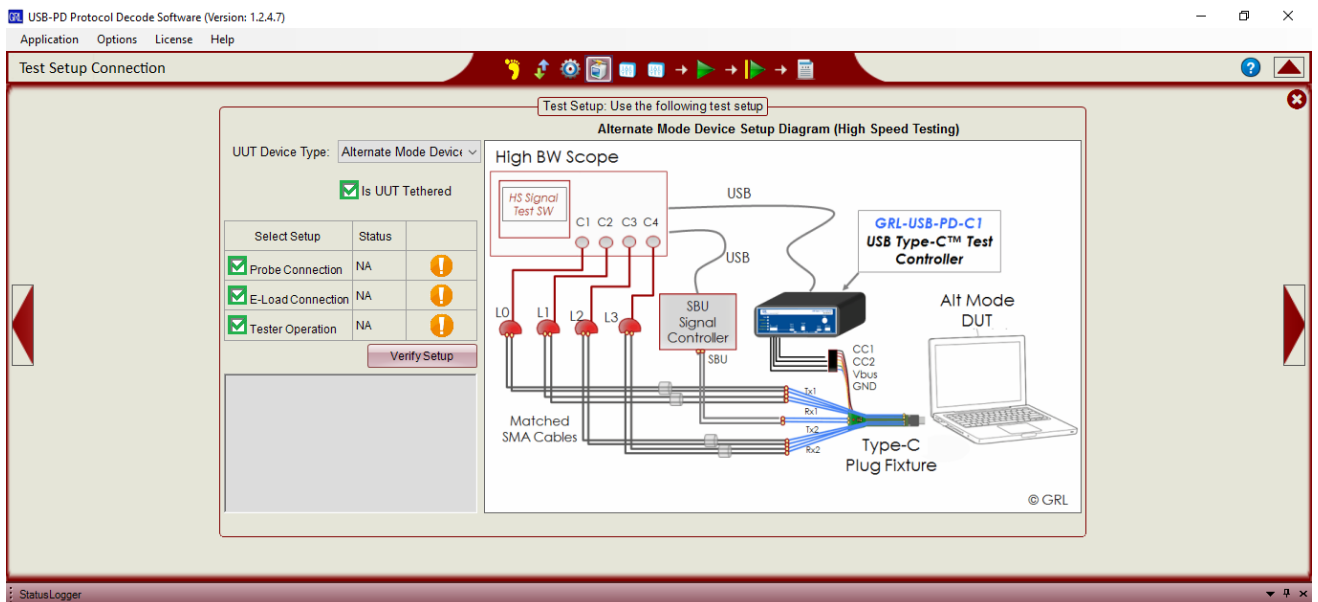 GRL USB-PD Protocol Decode Software (Version: 1.2.4.7)
Application Options License Help
Test Setup Connection
Test Setup: Use the following test setup
Alternate Mode Device Setup Diagram (High Speed Testing)
UUT Device Type: Alternate Mode Device
Is UUT Tethered
Select Setup Status
Probe Connection NA
E-Load Connection NA
Tester Operation NA
Verify Setup
High BW Scope
HS Signal
Test SW
C1 C2 C3 C4
USB
USB
GRL-USB-PD-C1
USB Type-C™ Test
Controller
L0 L1 L2 L3
SBU
Signal
Controller
SBU
Alt Mode
DUT
CC1
CC2
Vbus
GND
Tx1
Rx1
Tx2
Rx2
Matched
SMA Cables
Type-C
Plug Fixture
© GRL
StatusLogger